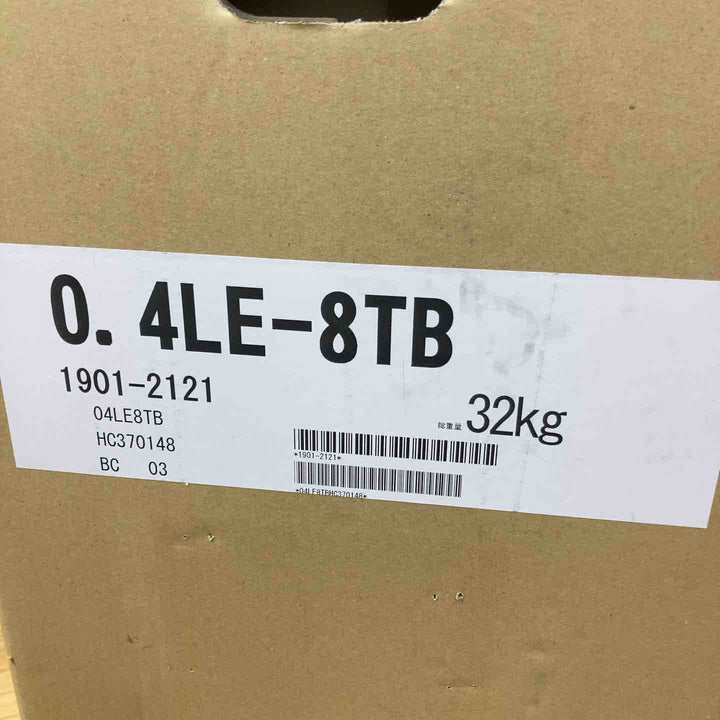 0. 4LE-8TB
1901-2121
04LE8TB
HC370148
BC 03
総重量 32kg
*1901-2121*
*04LE8TBHC370148*